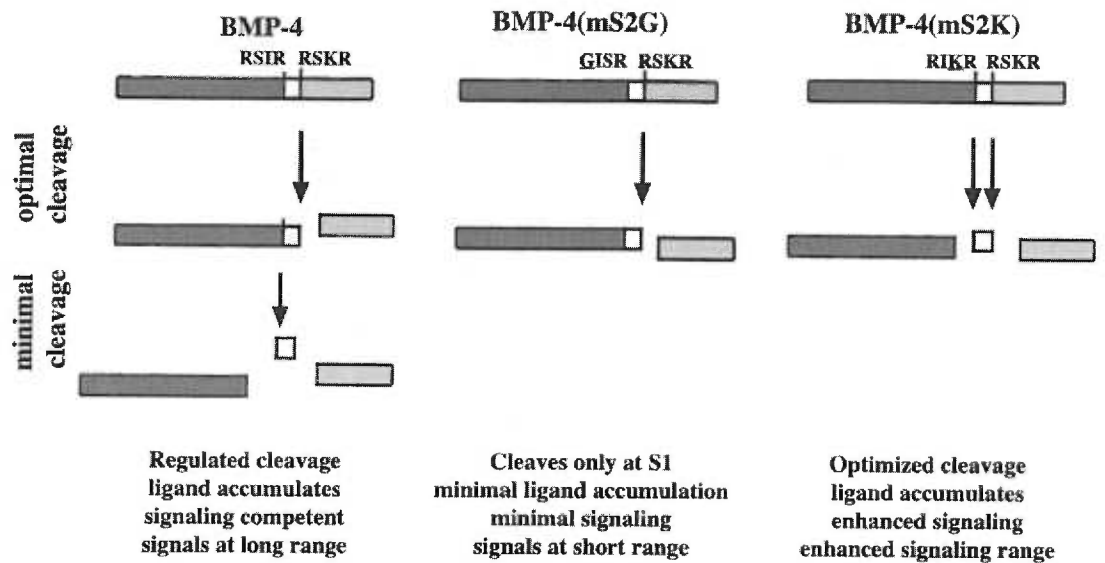 BMP-4
RSIR RSKR
BMP-4(mS2G)
GISR RSKR
BMP-4(mS2K)
RIKR RSKR
optimal
cleavage
minimal
cleavage
Regulated cleavage
ligand accumulates
signaling competent
signals at long range
Cleaves only at S1
minimal ligand accumulation
minimal signaling
signals at short range
Optimized cleavage
ligand accumulates
enhanced signaling
enhanced signaling range